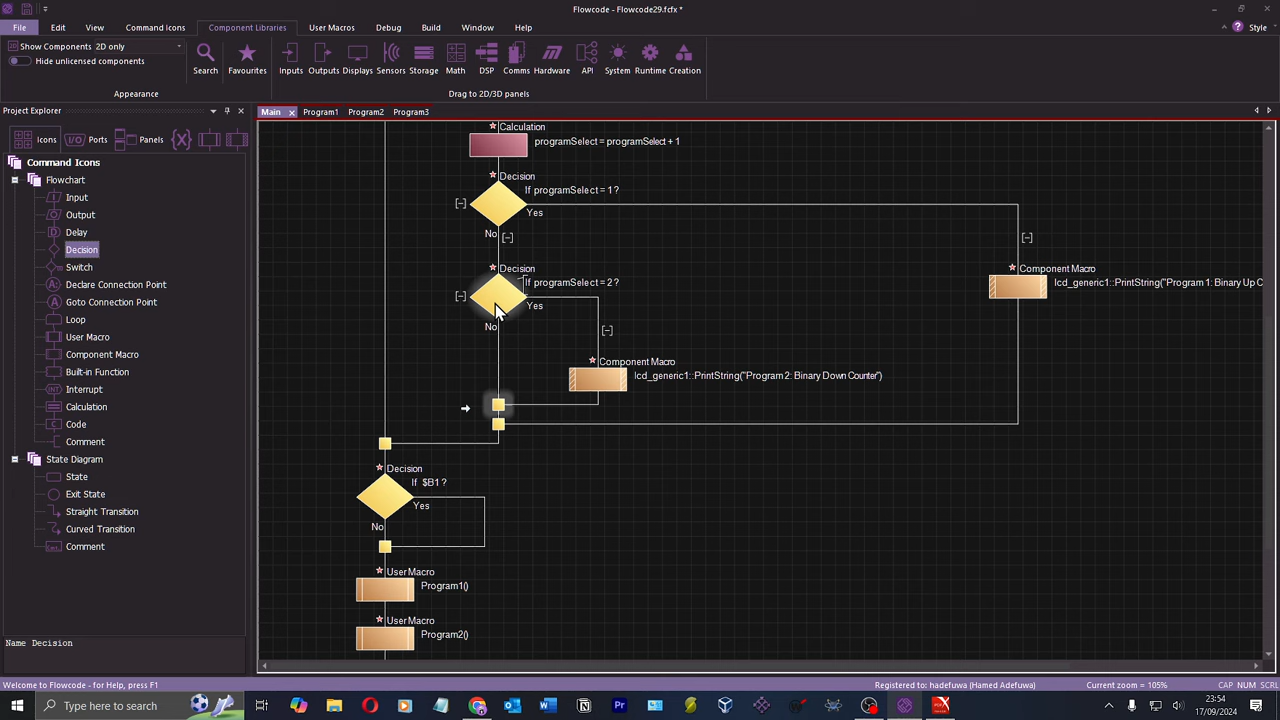 Flowcode - Flowcode29.fcfx *
File Edit View Command Icons Component Libraries User Macros Debug Build Window Help
Style
Show Components 2D only
Hide unlicensed components
Search Favourites Inputs Outputs Displays Sensors Storage Math DSP Comms Hardware API System Runtime Creation
Appearance
Drag to 2D/3D panels
Project Explorer
Main Program1 Program2 Program3
Icons Ports Panels
Command Icons
Flowchart
Input
Output
Delay
Decision
Switch
Declare Connection Point
Goto Connection Point
Loop
User Macro
Component Macro
Built-in Function
Interrupt
Calculation
Code
Comment
State Diagram
State
Exit State
Straight Transition
Curved Transition
Comment
Name Decision
Calculation
programSelect = programSelect + 1
Decision
If programSelect = 1?
Yes
No
Decision
If programSelect = 2?
Yes
No
Component Macro
lcd_generic1::PrintString("Program 1: Binary Up C
Component Macro
lcd_generic1::PrintString("Program 2: Binary Down Counter")
Decision
If $B1?
Yes
No
User Macro
Program1()
User Macro
Program2()
Welcome to Flowcode - for Help, press F1
Registered to: hadefuwa (Hamed Adefuwa)
Current zoom = 105%
CAP NUM SCRL
Type here to search
23:54
17/09/2024